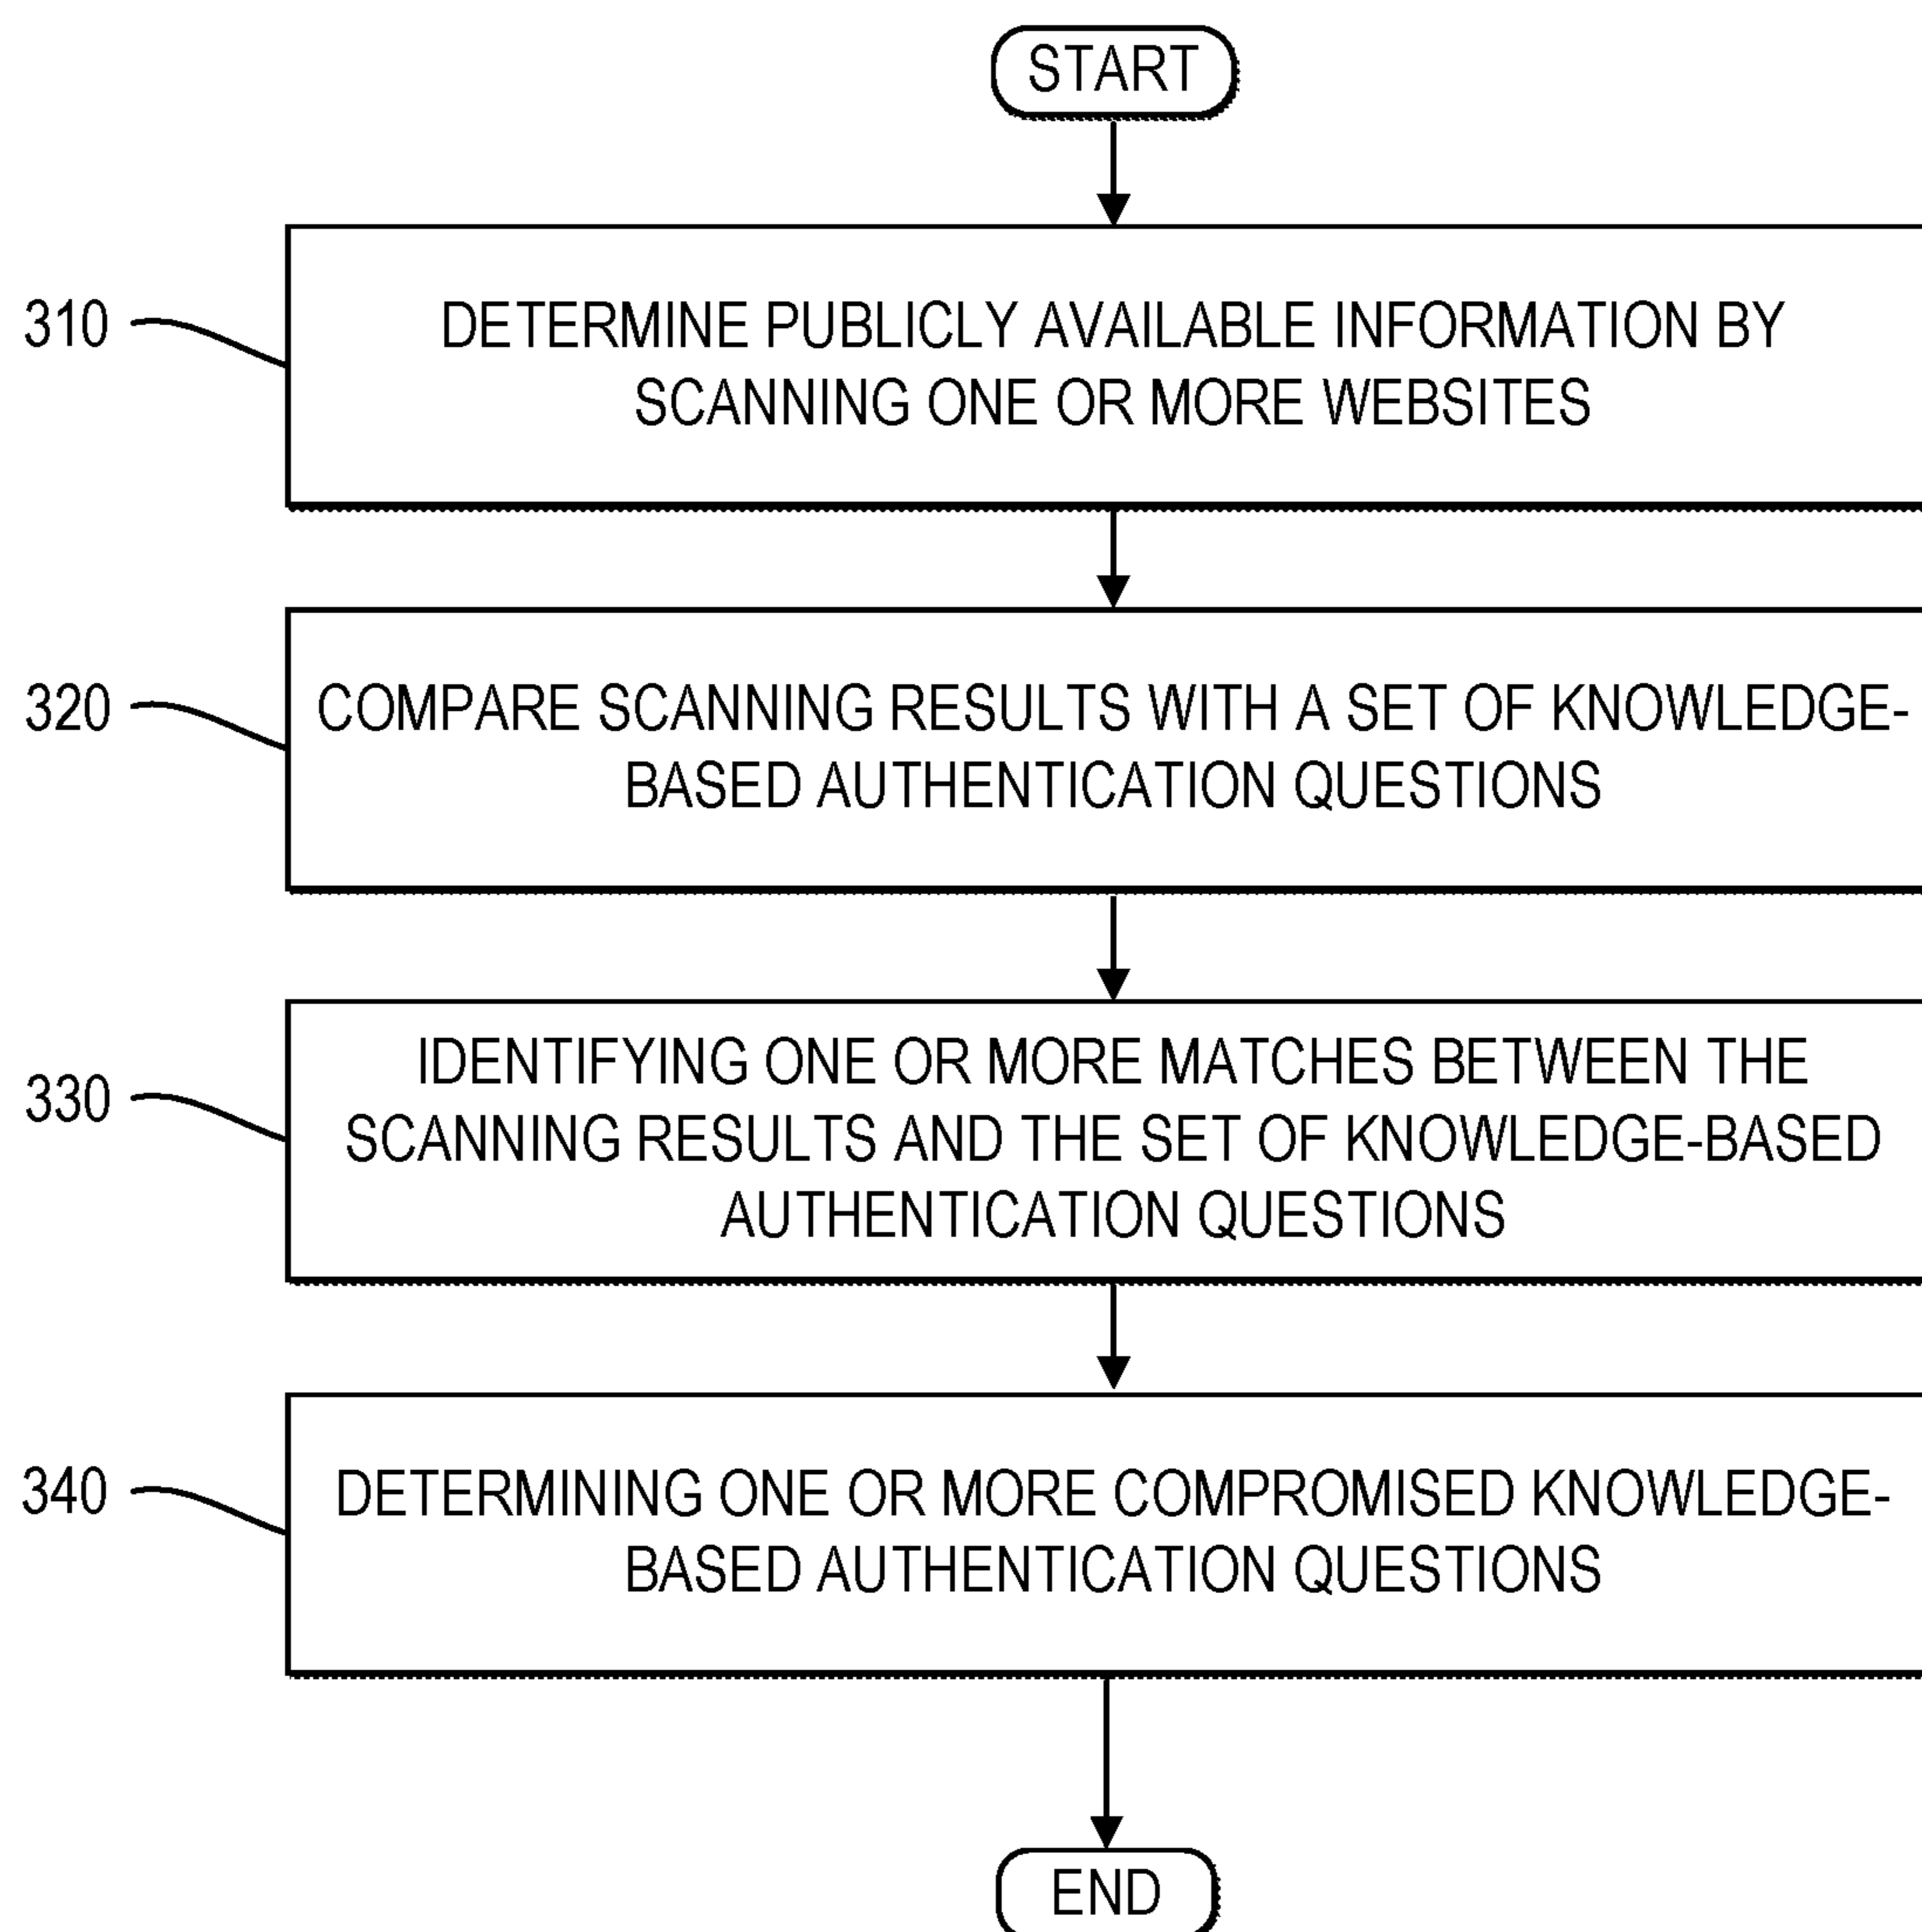 START
310
DETERMINE PUBLICLY AVAILABLE INFORMATION BY
SCANNING ONE OR MORE WEBSITES
320
COMPARE SCANNING RESULTS WITH A SET OF KNOWLEDGE-
BASED AUTHENTICATION QUESTIONS
330
IDENTIFYING ONE OR MORE MATCHES BETWEEN THE
SCANNING RESULTS AND THE SET OF KNOWLEDGE-BASED
AUTHENTICATION QUESTIONS
340
DETERMINING ONE OR MORE COMPROMISED KNOWLEDGE-
BASED AUTHENTICATION QUESTIONS
END